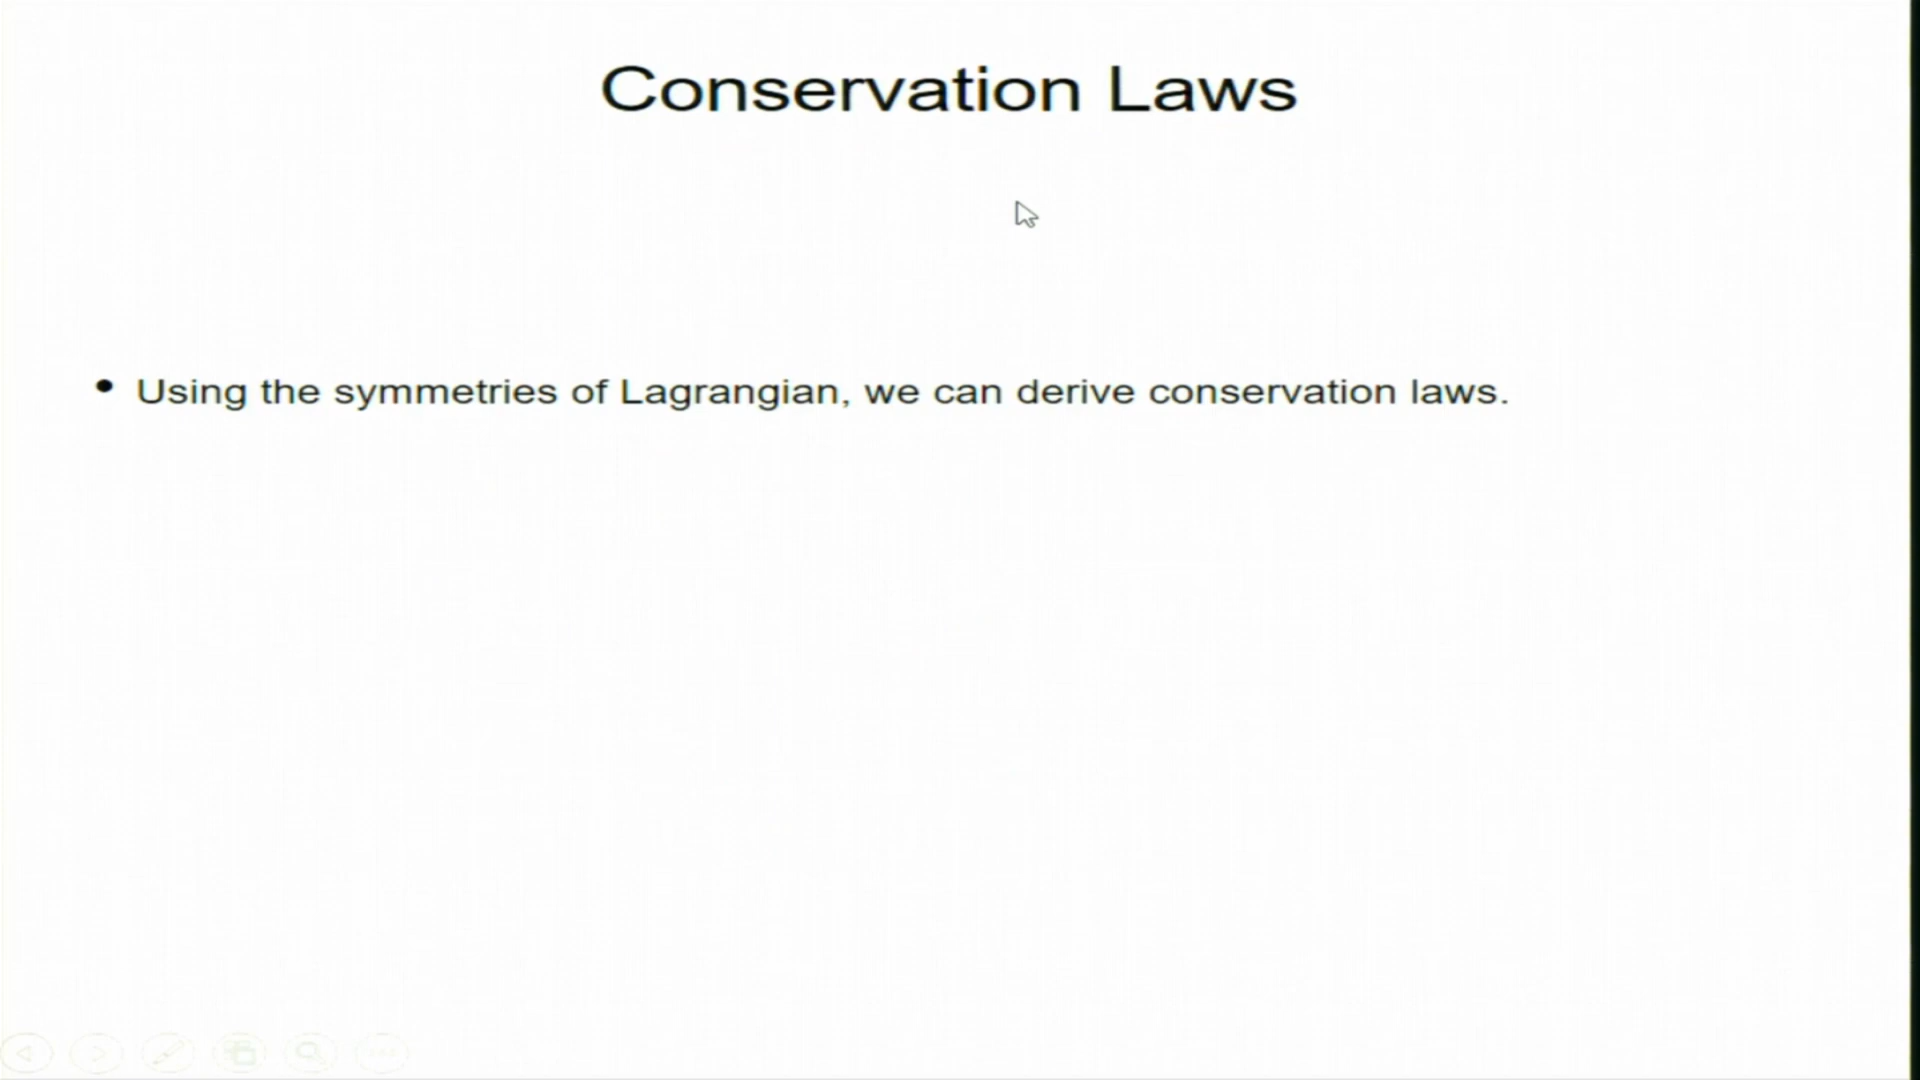 Conservation Laws
• Using the symmetries of Lagrangian, we can derive conservation laws.